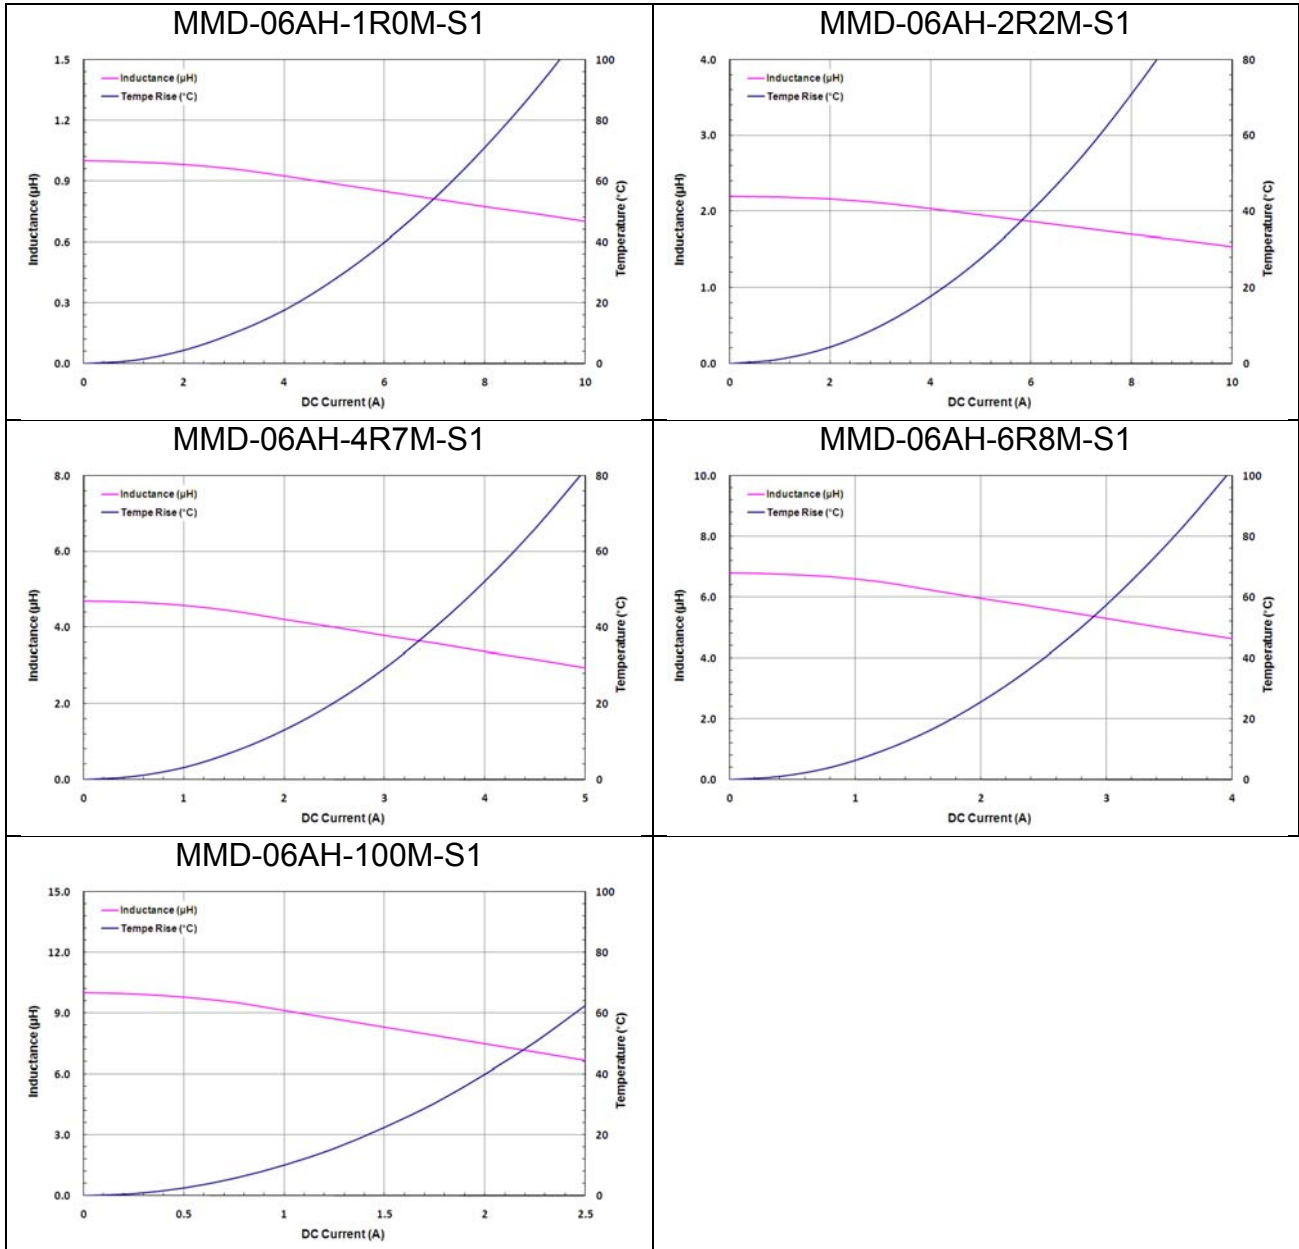 MMD-06AH-1R0M-S1
Inductance (µH)
Tempe Rise (°C)
1.5
1.2
0.9
0.6
0.3
0.0
100
80
60
40
20
0
0 2 4 6 8 10
Inductance (µH)
Temperature (°C)
DC Current (A)
MMD-06AH-2R2M-S1
Inductance (µH)
Tempe Rise (°C)
4.0
3.0
2.0
1.0
0.0
80
60
40
20
0
0 2 4 6 8 10
Inductance (µH)
Temperature (°C)
DC Current (A)
MMD-06AH-4R7M-S1
Inductance (µH)
Tempe Rise (°C)
8.0
6.0
4.0
2.0
0.0
80
60
40
20
0
0 1 2 3 4 5
Inductance (µH)
Temperature (°C)
DC Current (A)
MMD-06AH-6R8M-S1
Inductance (µH)
Tempe Rise (°C)
10.0
8.0
6.0
4.0
2.0
0.0
100
80
60
40
20
0
0 1 2 3 4
Inductance (µH)
Temperature (°C)
DC Current (A)
MMD-06AH-100M-S1
Inductance (µH)
Tempe Rise (°C)
15.0
12.0
9.0
6.0
3.0
0.0
100
80
60
40
20
0
0 0.5 1 1.5 2 2.5
Inductance (µH)
Temperature (°C)
DC Current (A)